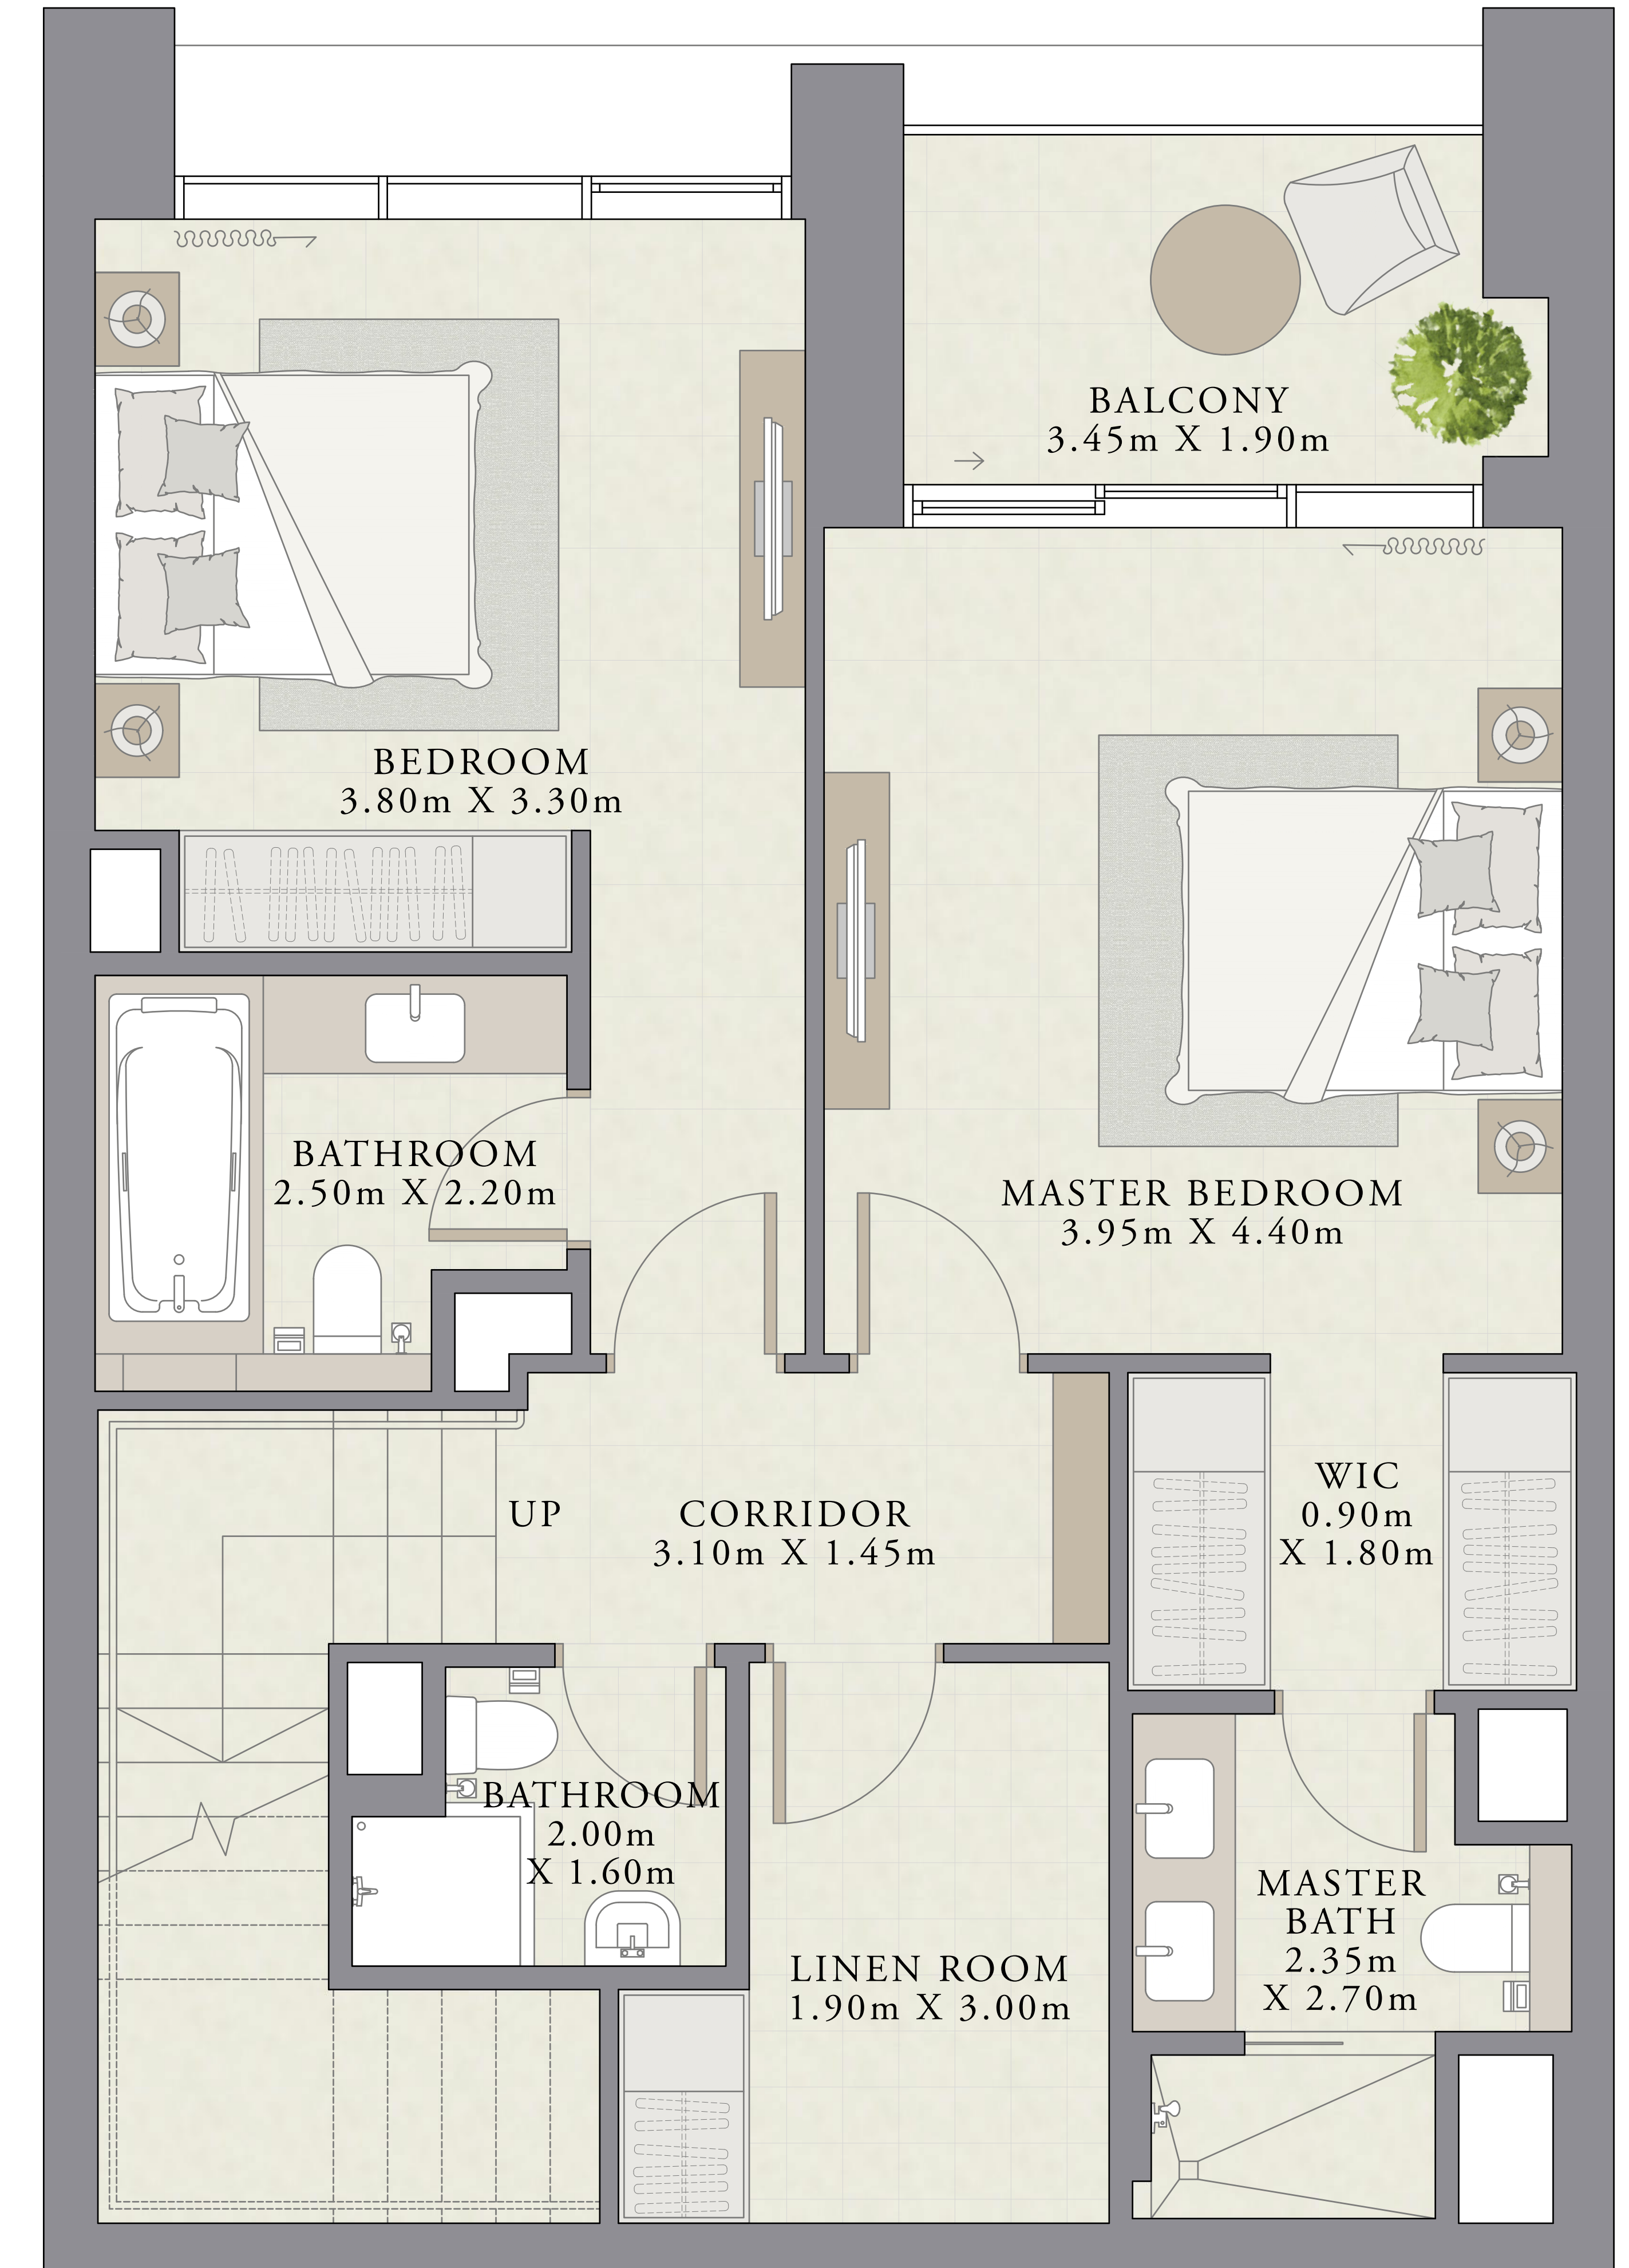 BALCONY
3.45m X 1.90m
BEDROOM
3.80m X 3.30m
BATHROOM
2.50m X 2.20m
MASTER BEDROOM
3.95m X 4.40m
UP
CORRIDOR
3.10m X 1.45m
WIC
0.90m
X 1.80m
BATHROOM
2.00m
X 1.60m
LINEN ROOM
1.90m X 3.00m
MASTER
BATH
2.35m
X 2.70m